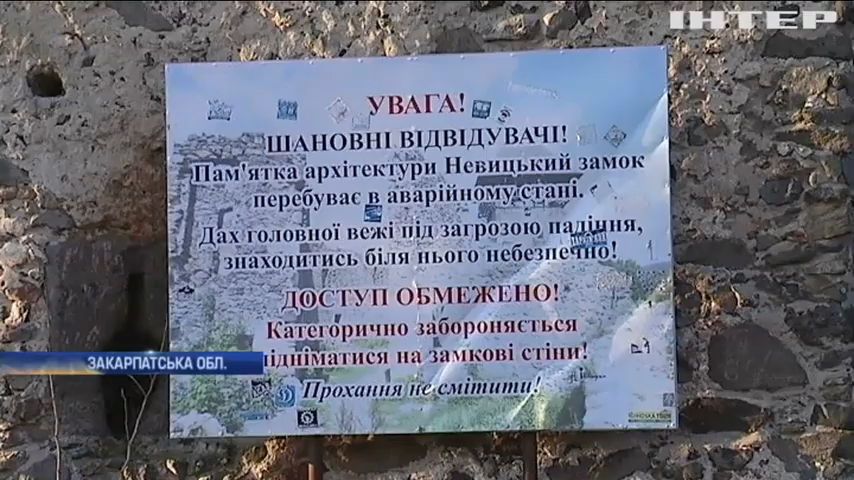 ІНТЕР
УВАГА!
ШАНОВНІ ВІДВІДУВАЧІ!
Пам'ятка архітектури Невицький замок
перебуває в аварійному стані.
Дах головної вежі під загрозою падіння,
знаходитись біля нього небезпечно!
ДОСТУП ОБМЕЖЕНО!
Категорично забороняється
підніматися на замкові стіни!
ЗАКАРПАТСЬКА ОБЛ.
Прохання не смітити!